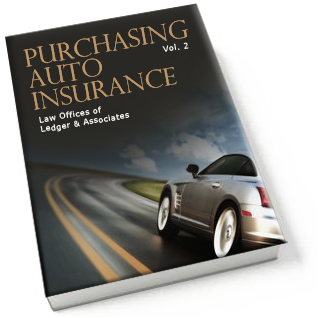 PURCHASING
Vol. 2
AUTO
INSURANCE
Law Offices of
Ledger & Associates